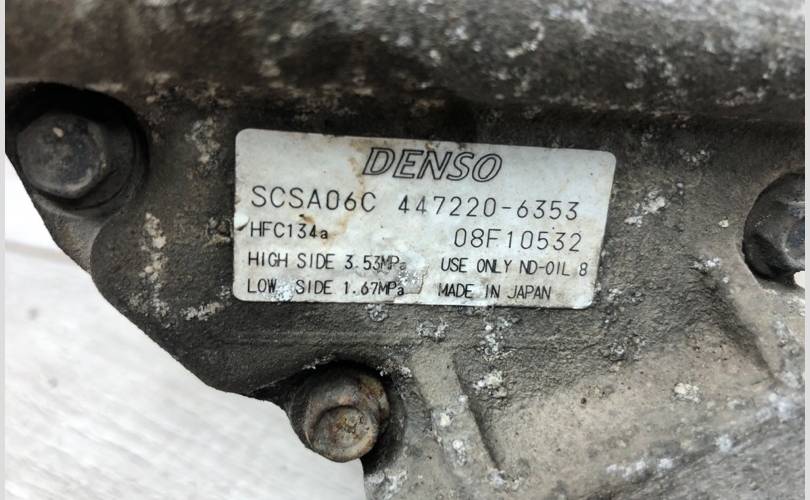 DENSO
SCSA06C 447220-6353
HFC134a 08F10532
HIGH SIDE 3.53MPa USE ONLY ND-OIL 8
LOW SIDE 1.67MPa MADE IN JAPAN